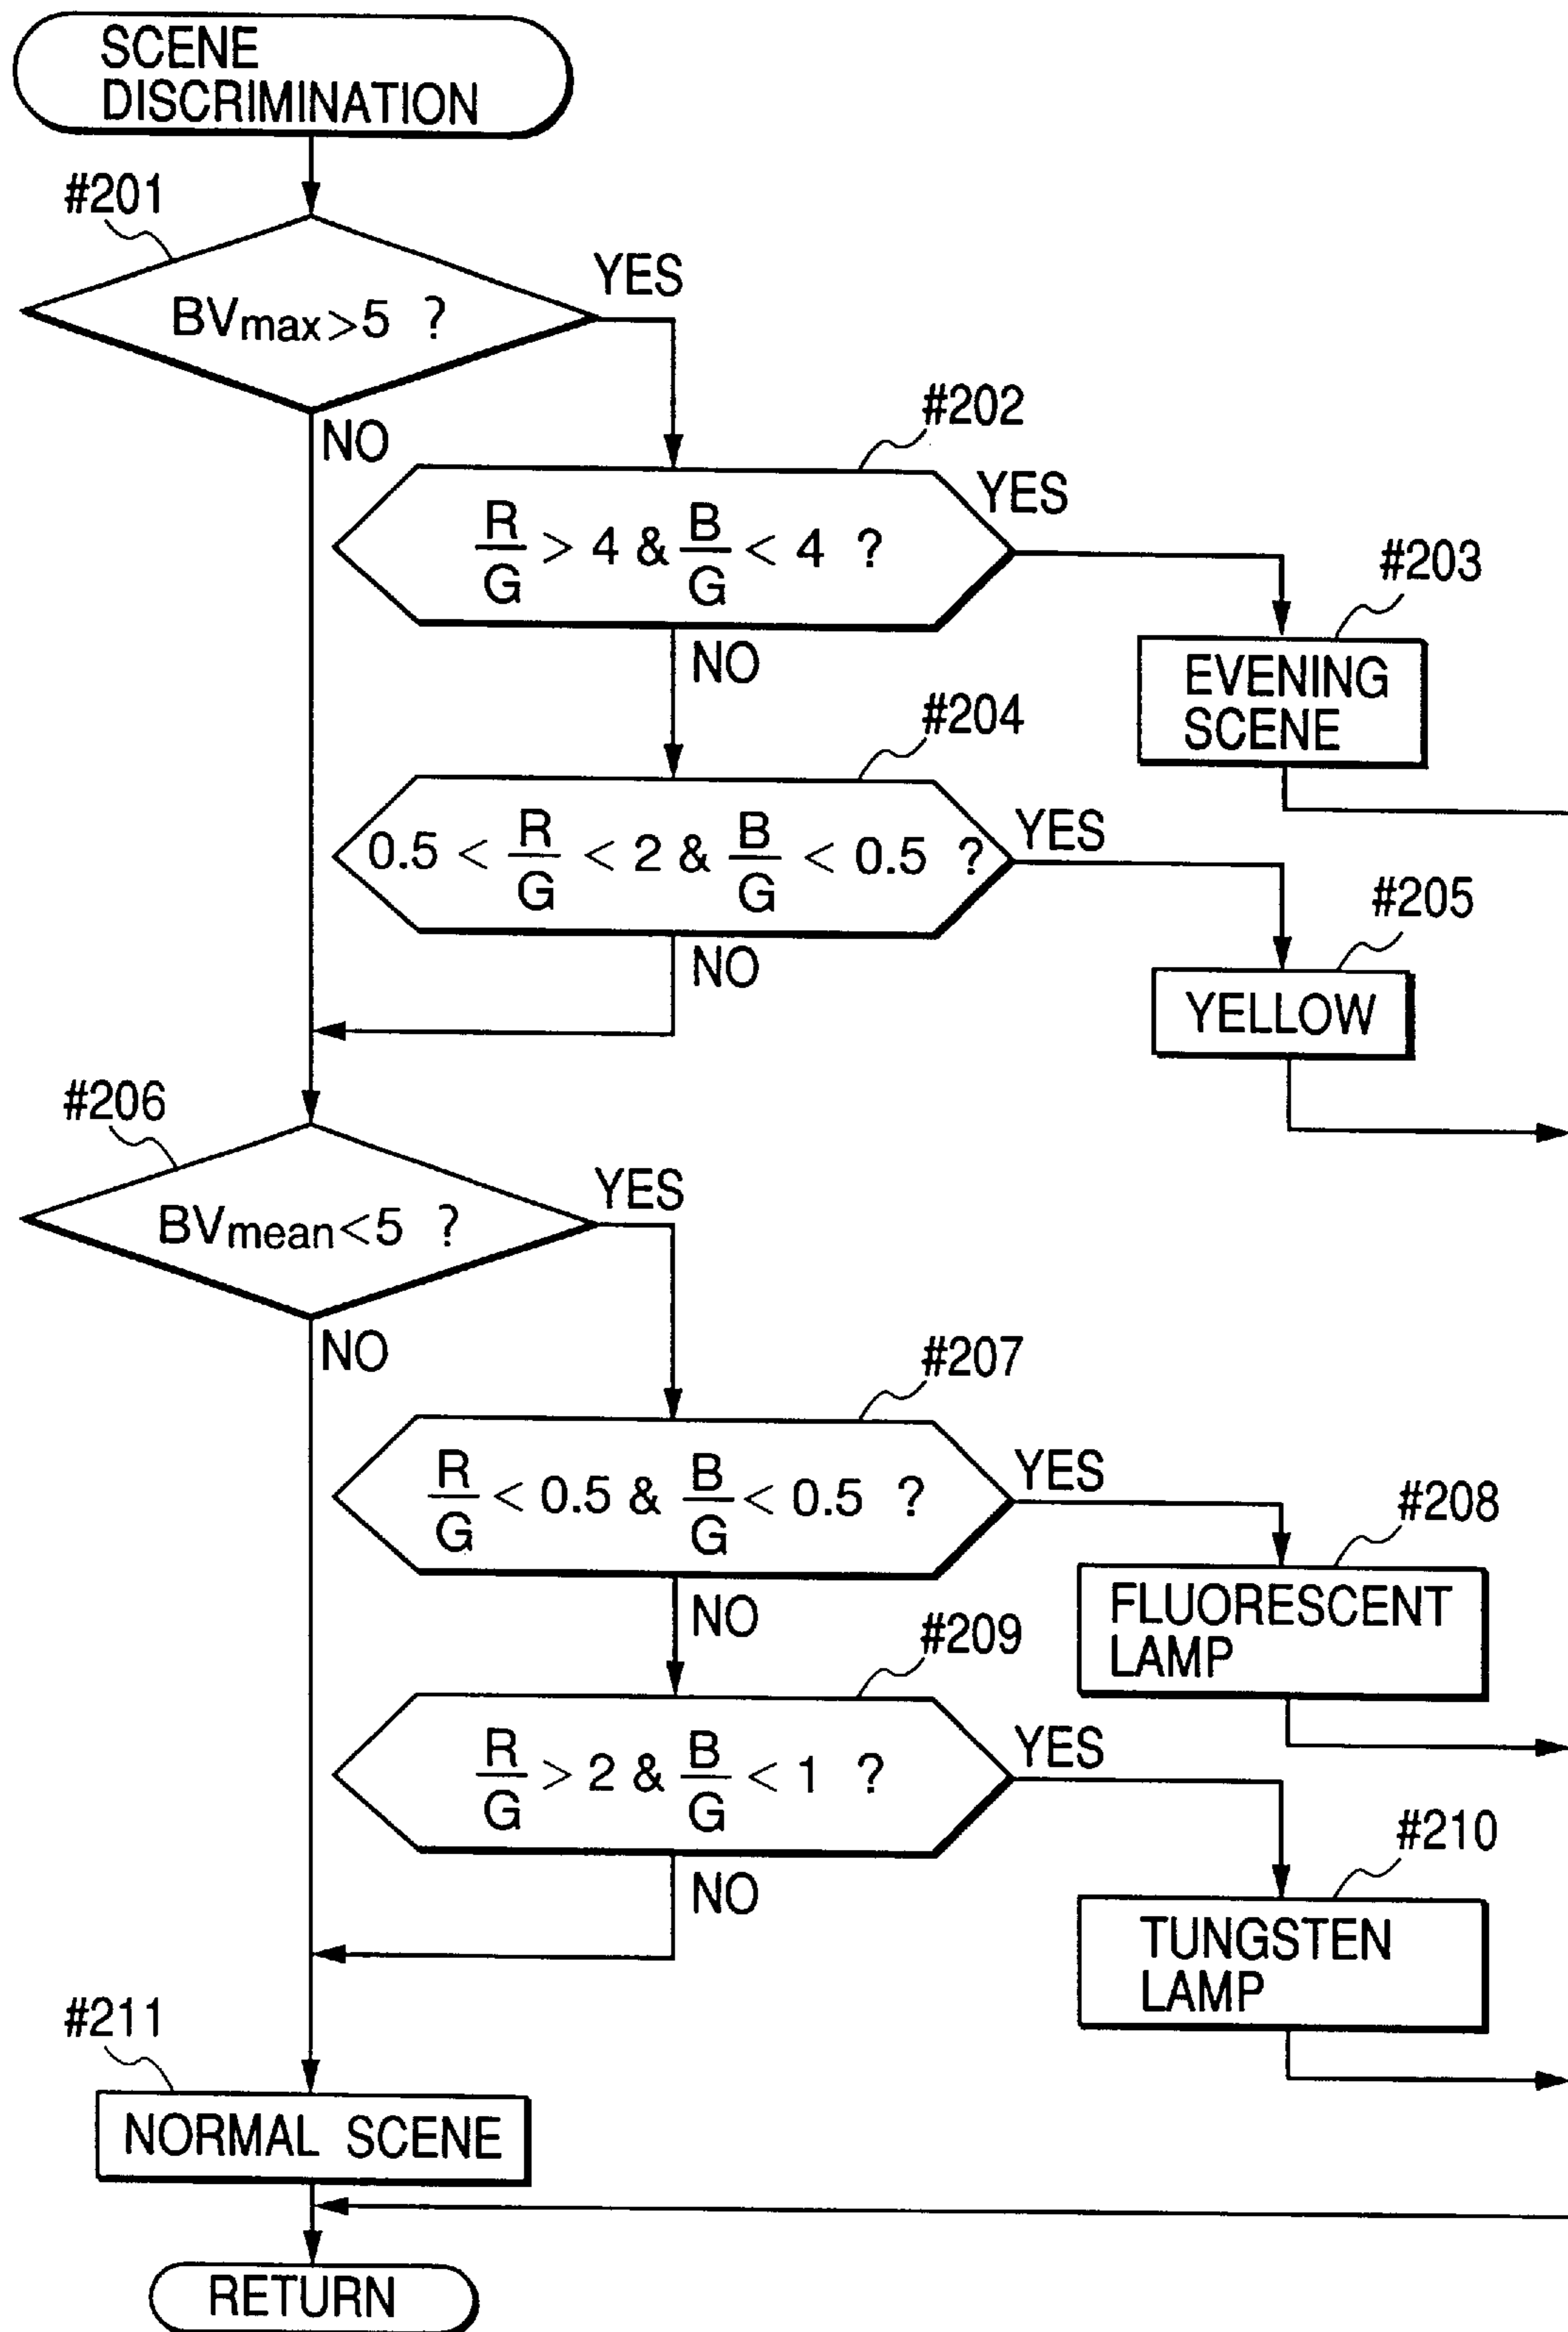 SCENE
DISCRIMINATION
#201
BVmax>5 ?
YES
NO
#202
R/G > 4 & B/G < 4 ?
YES
NO
#203
EVENING
SCENE
#204
0.5 < R/G < 2 & B/G < 0.5 ?
YES
NO
#205
YELLOW
#206
BVmean<5 ?
YES
NO
#207
R/G < 0.5 & B/G < 0.5 ?
YES
NO
#208
FLUORESCENT
LAMP
#209
R/G > 2 & B/G < 1 ?
YES
NO
#210
TUNGSTEN
LAMP
#211
NORMAL SCENE
RETURN